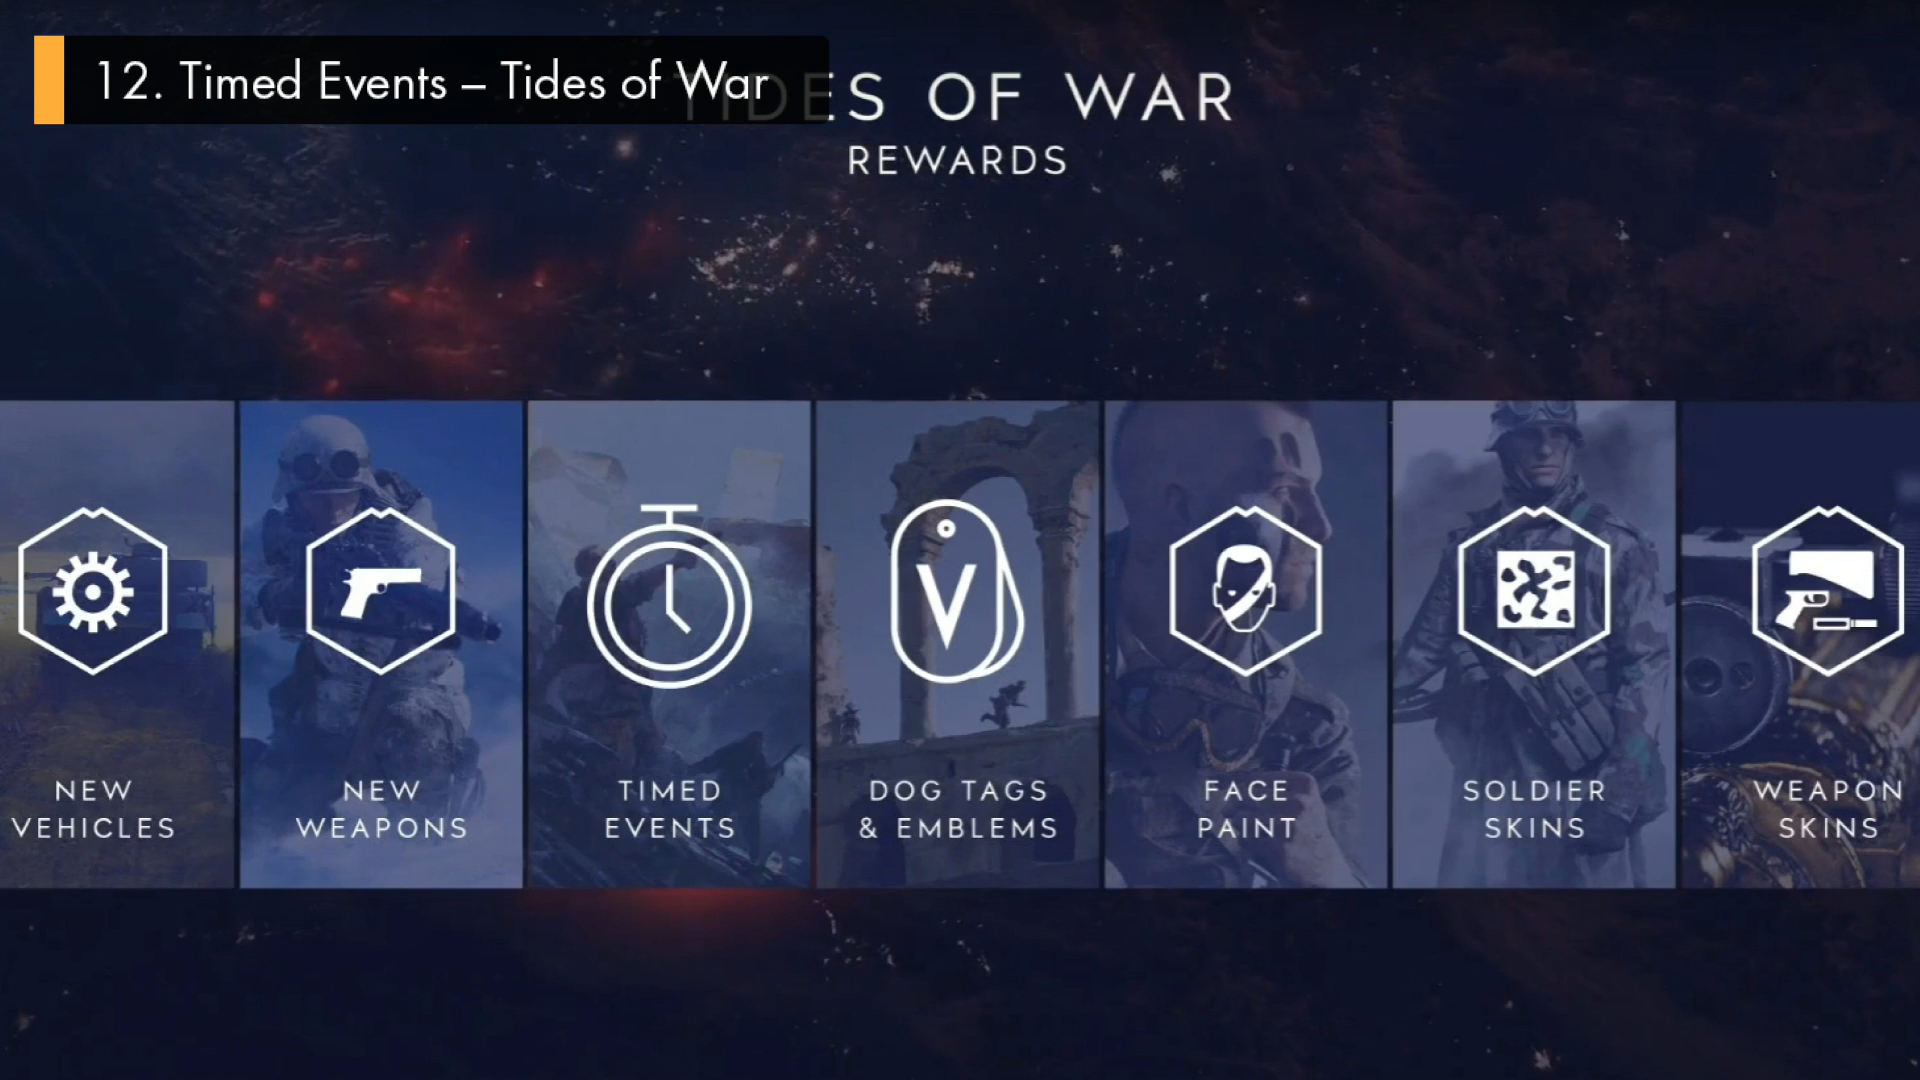 12. Timed Events – Tides of War
TIDES OF WAR
REWARDS
NEW
VEHICLES
NEW
WEAPONS
TIMED
EVENTS
V
DOG TAGS
& EMBLEMS
FACE
PAINT
SOLDIER
SKINS
WEAPON
SKINS